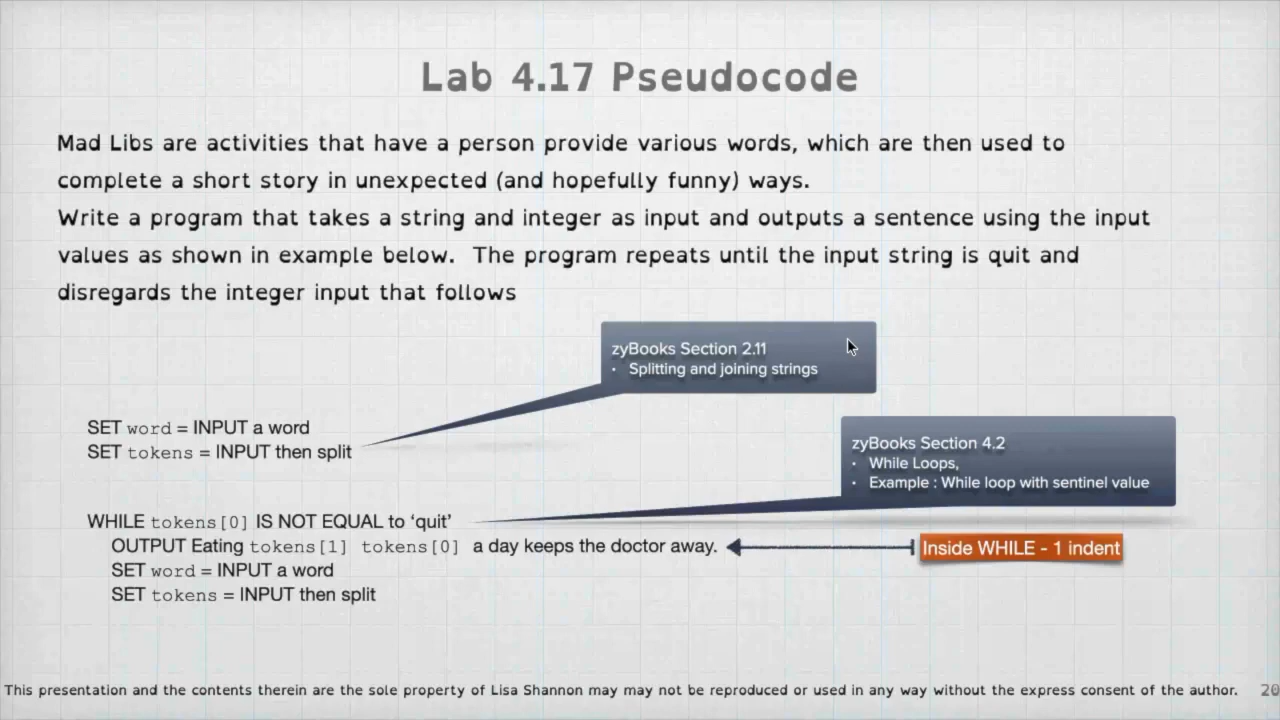 Lab 4.17 Pseudocode
Mad Libs are activities that have a person provide various words, which are then used to
complete a short story in unexpected (and hopefully funny) ways.
Write a program that takes a string and integer as input and outputs a sentence using the input
values as shown in example below.  The program repeats until the input string is quit and
disregards the integer input that follows
zyBooks Section 2.11
• Splitting and joining strings
SET word = INPUT a word
SET tokens = INPUT then split
zyBooks Section 4.2
• While Loops,
• Example : While loop with sentinel value
WHILE tokens[0] IS NOT EQUAL to ‘quit’
OUTPUT Eating tokens[1] tokens[0] a day keeps the doctor away.
Inside WHILE - 1 indent
SET word = INPUT a word
SET tokens = INPUT then split
This presentation and the contents therein are the sole property of Lisa Shannon may may not be reproduced or used in any way without the express consent of the author.
20